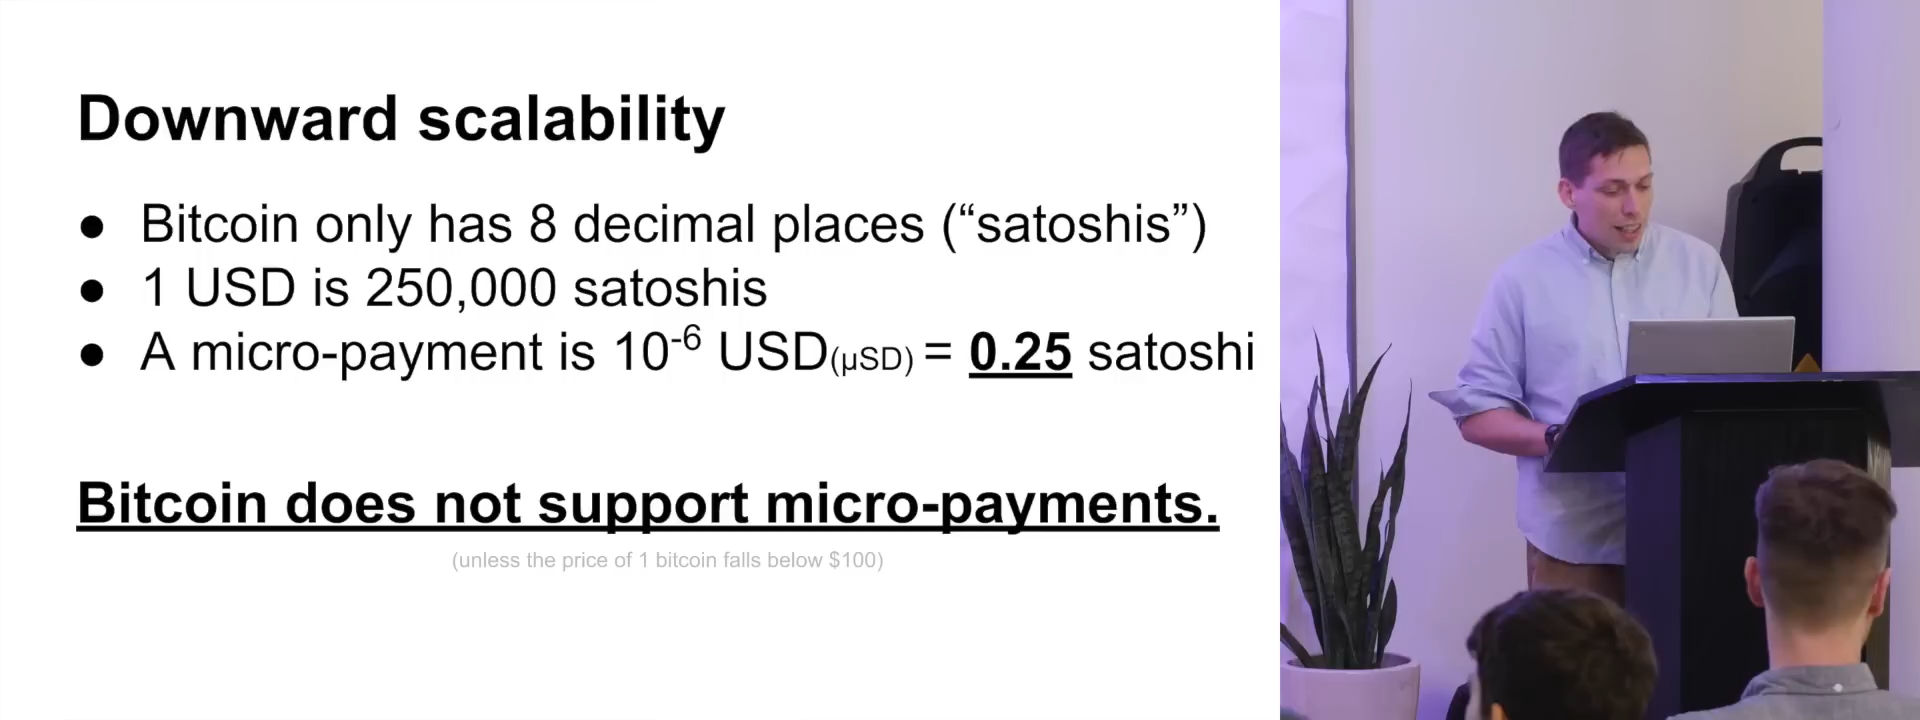 Downward scalability
● Bitcoin only has 8 decimal places (“satoshis”)
● 1 USD is 250,000 satoshis
● A micro-payment is 10⁻⁶ USD(µSD) = 0.25 satoshi
Bitcoin does not support micro-payments.
(unless the price of 1 bitcoin falls below $100)